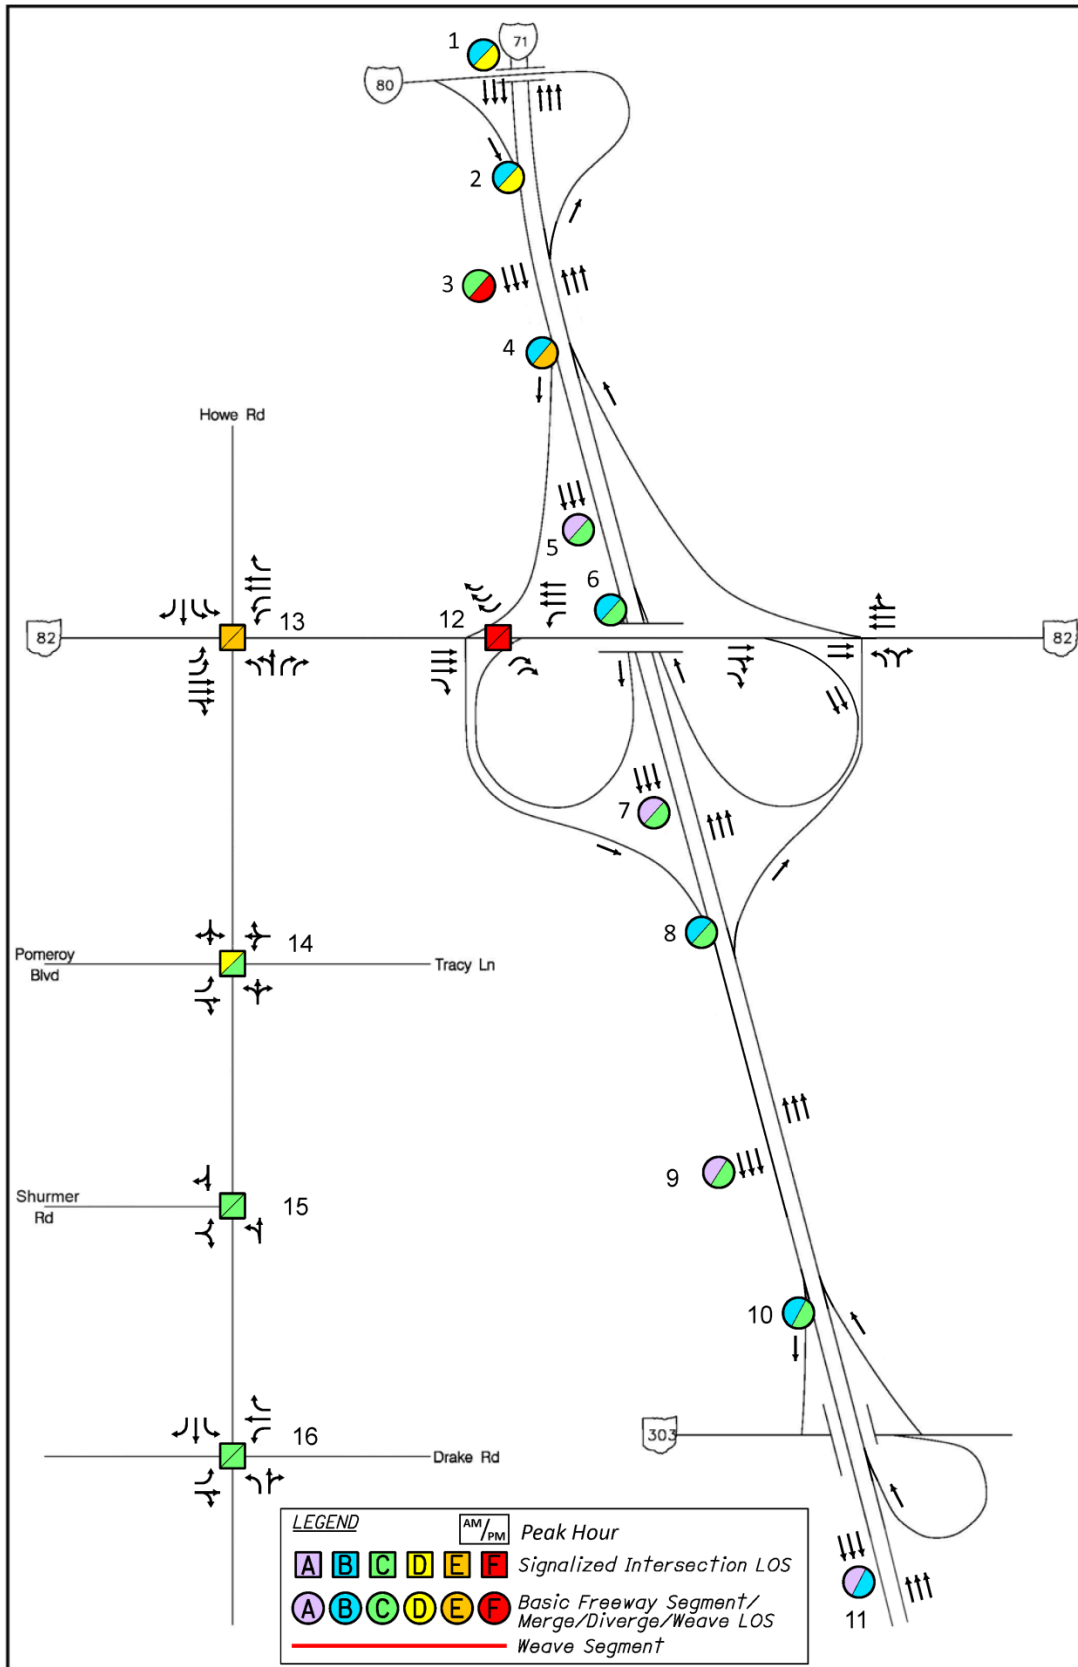 1
71
80
2
3
4
Howe Rd
5
6
13
12
82
82
7
8
14
Pomeroy
Blvd
Tracy Ln
9
15
Shurmer
Rd
10
16
303
Drake Rd
LEGEND
AM/PM Peak Hour
A B C D E F Signalized Intersection LOS
A B C D E F Basic Freeway Segment/
Merge/Diverge/Weave LOS
Weave Segment
11